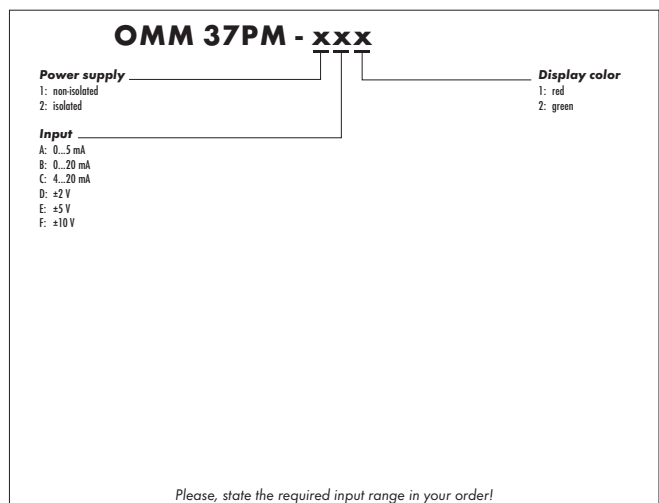 OMM 37PM - xxx
Power supply
1: non-isolated
2: isolated
Display color
1: red
2: green
Input
A: 0...5 mA
B: 0...20 mA
C: 4...20 mA
D: ±2 V
E: ±5 V
F: ±10 V
Please, state the required input range in your order!